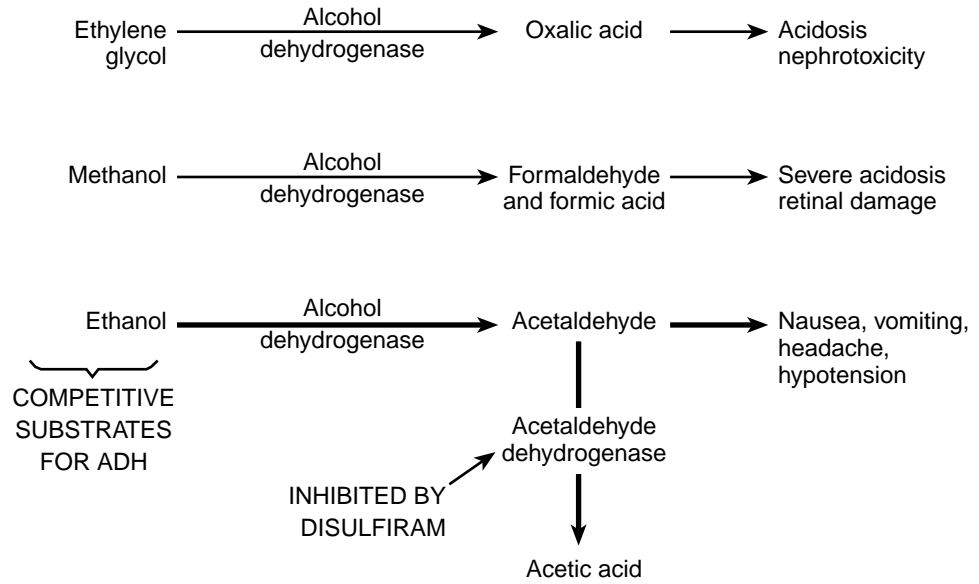 Ethylene
glycol
Alcohol
dehydrogenase
Oxalic acid
Acidosis
nephrotoxicity
Methanol
Alcohol
dehydrogenase
Formaldehyde
and formic acid
Severe acidosis
retinal damage
Ethanol
Alcohol
dehydrogenase
Acetaldehyde
Nausea, vomiting,
headache,
hypotension
COMPETITIVE
SUBSTRATES
FOR ADH
Acetaldehyde
dehydrogenase
INHIBITED BY
DISULFIRAM
Acetic acid